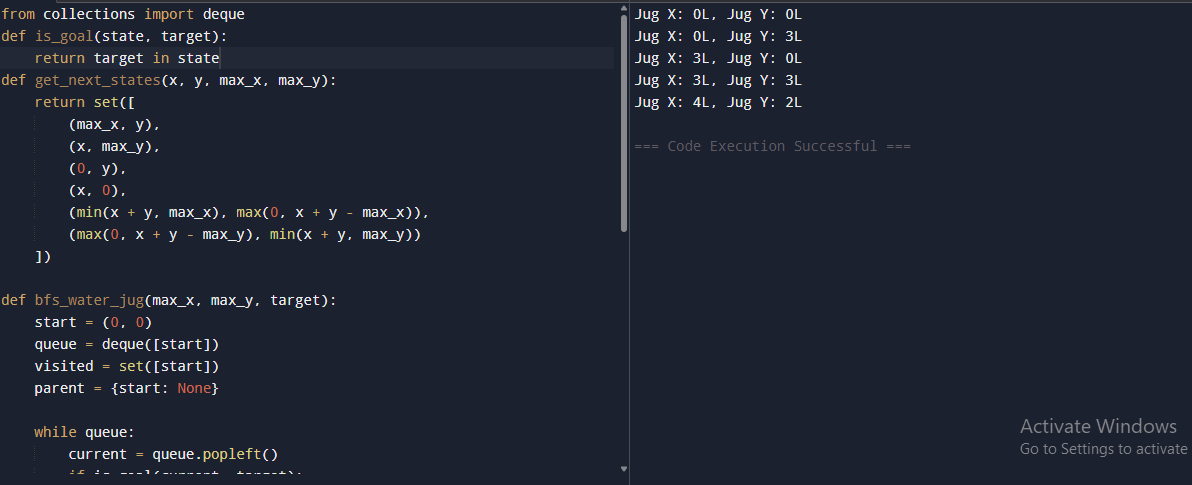 from collections import deque
def is_goal(state, target):
    return target in state
def get_next_states(x, y, max_x, max_y):
    return set([
        (max_x, y),
        (x, max_y),
        (0, y),
        (x, 0),
        (min(x + y, max_x), max(0, x + y - max_x)),
        (max(0, x + y - max_y), min(x + y, max_y))
    ])
def bfs_water_jug(max_x, max_y, target):
    start = (0, 0)
    queue = deque([start])
    visited = set([start])
    parent = {start: None}
    while queue:
        current = queue.popleft()
Jug X: 0L, Jug Y: 0L
Jug X: 0L, Jug Y: 3L
Jug X: 3L, Jug Y: 0L
Jug X: 3L, Jug Y: 3L
Jug X: 4L, Jug Y: 2L
=== Code Execution Successful ===
Activate Windows
Go to Settings to activate